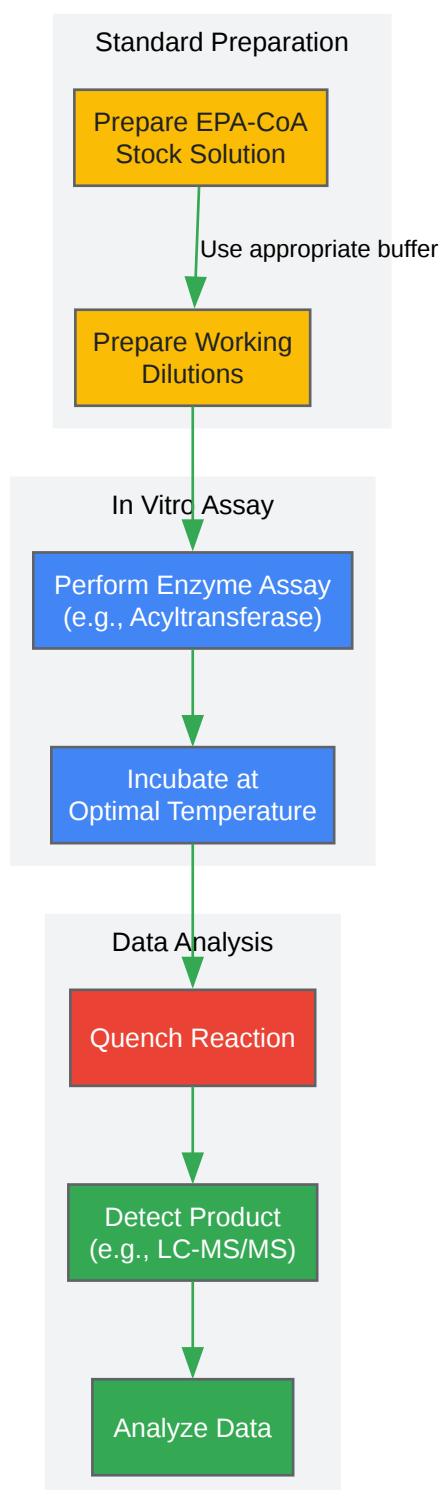 Standard Preparation
Prepare EPA-CoA
Stock Solution
Use appropriate buffer
Prepare Working
Dilutions
In Vitro Assay
Perform Enzyme Assay
(e.g., Acyltransferase)
Incubate at
Optimal Temperature
Data Analysis
Quench Reaction
Detect Product
(e.g., LC-MS/MS)
Analyze Data